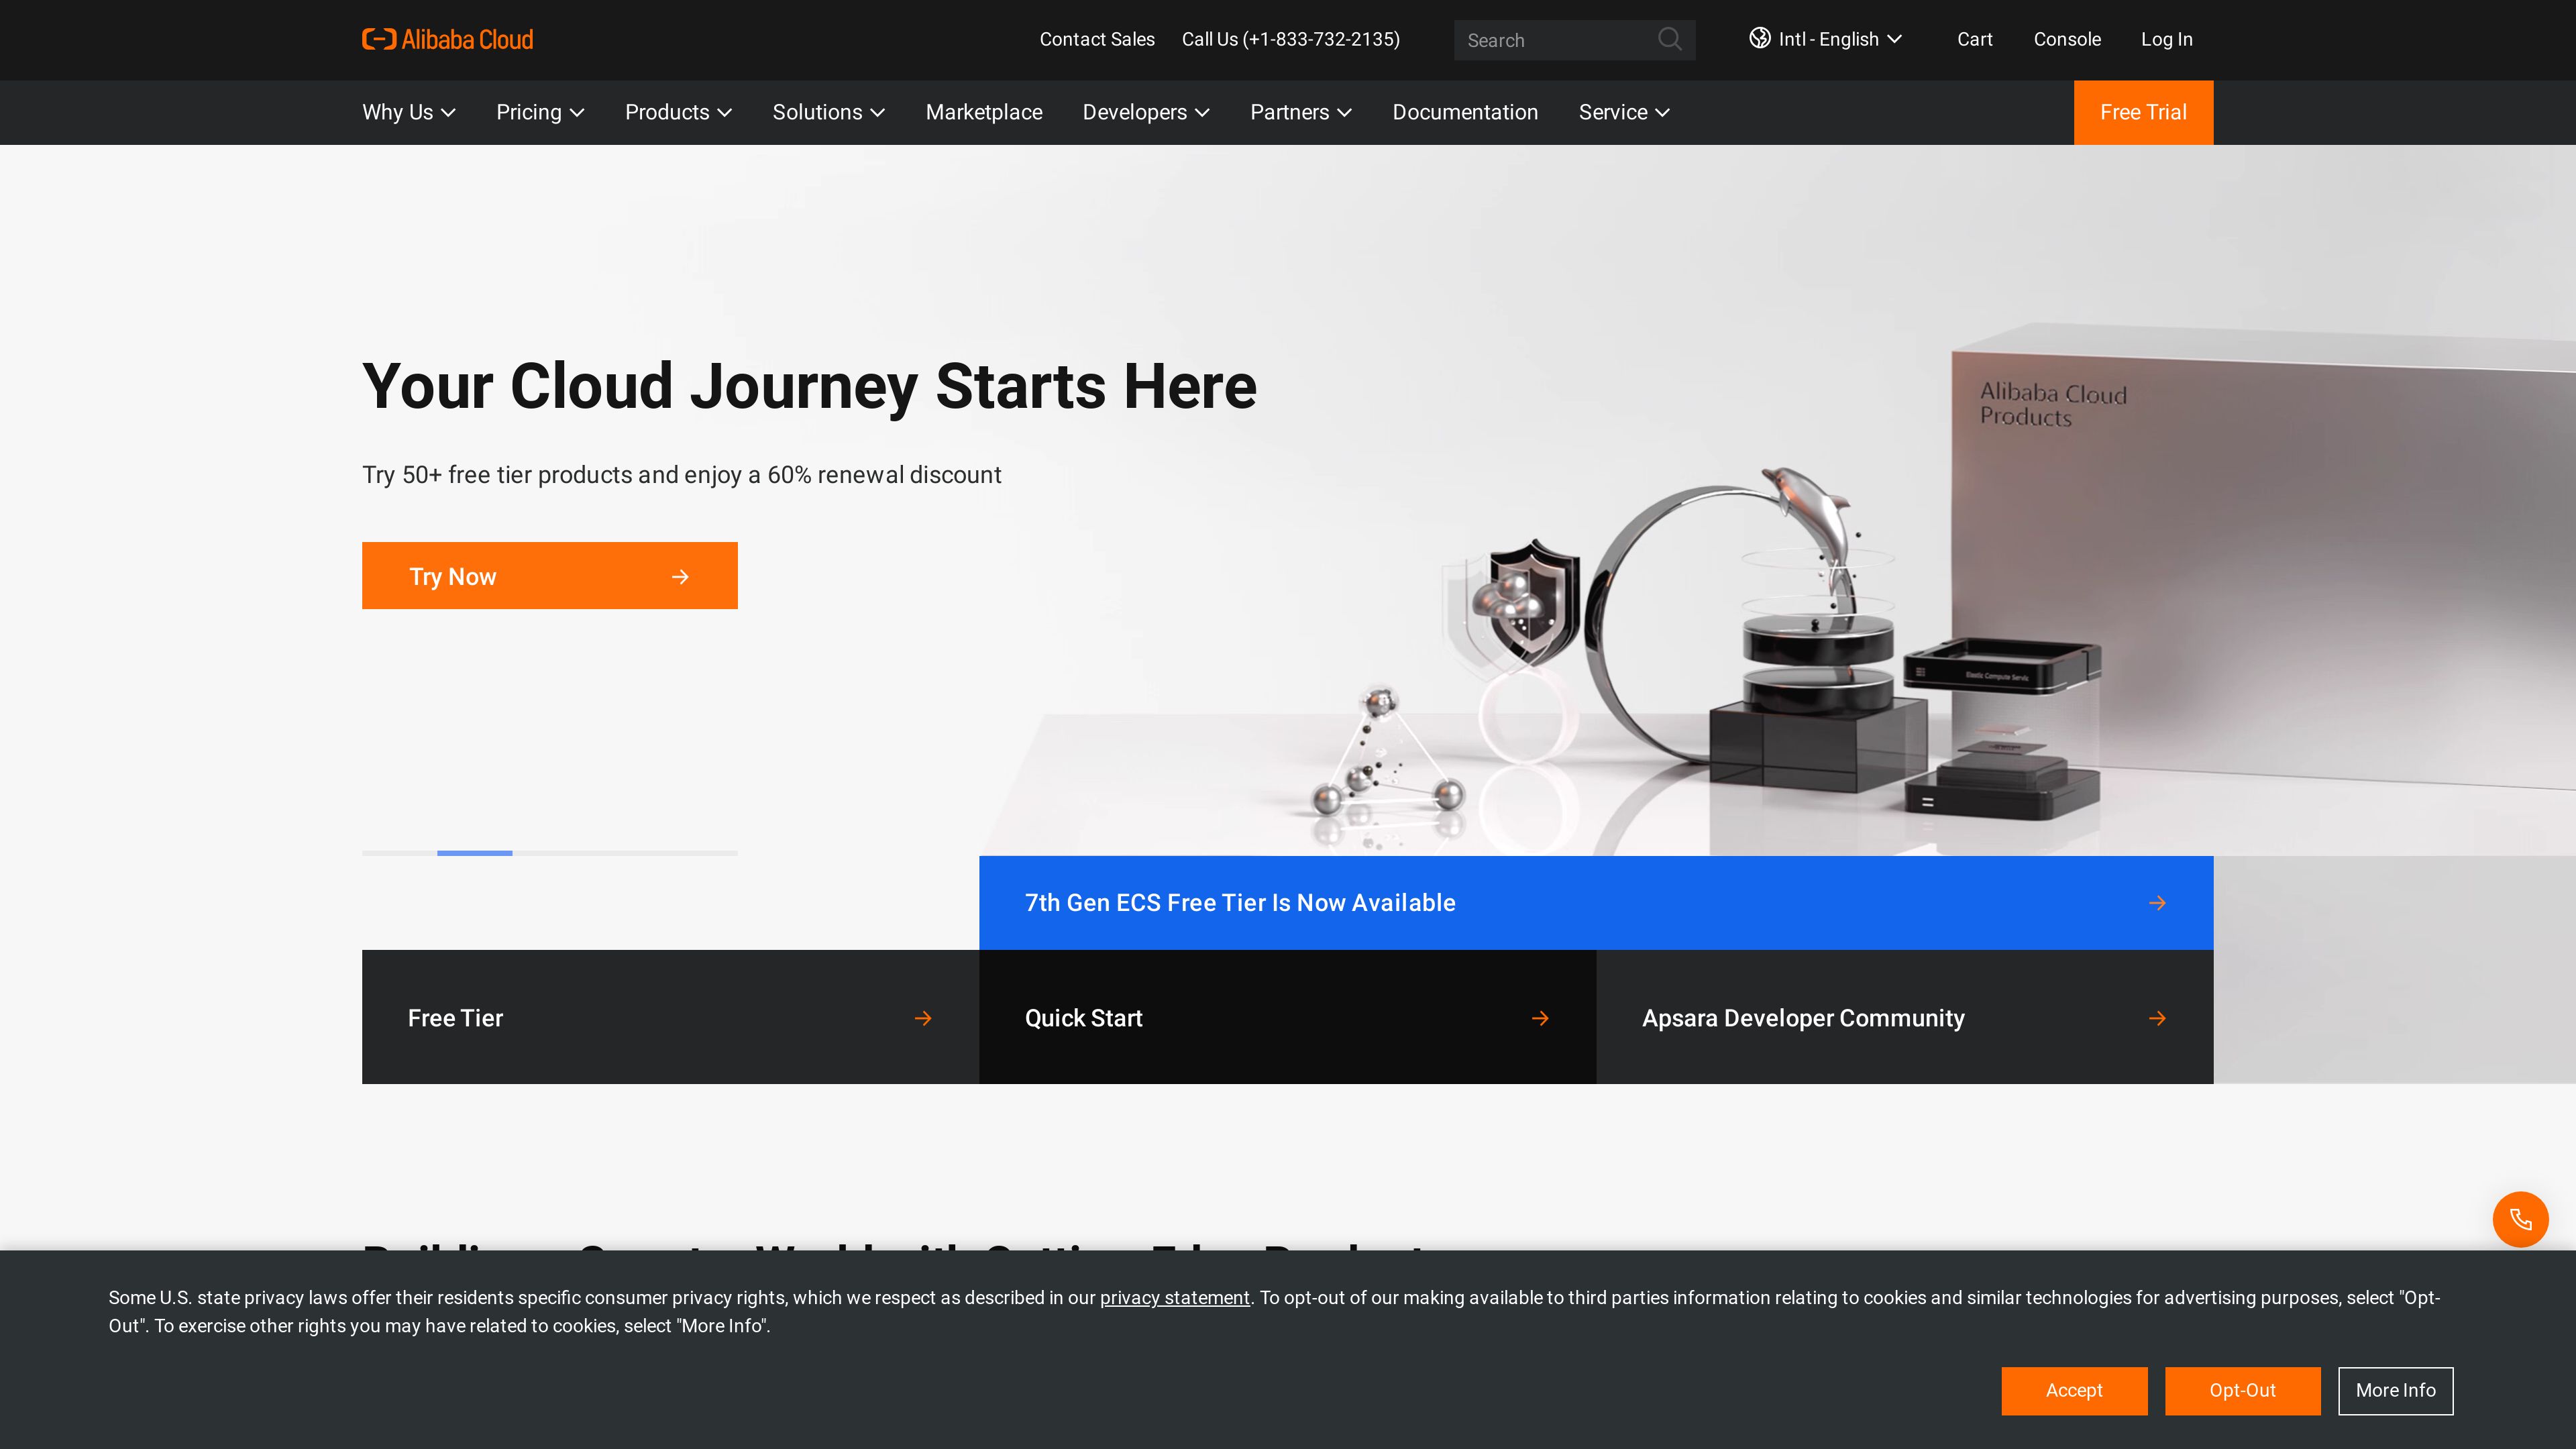 Alibaba Cloud
Contact Sales
Call Us (+1-833-732-2135)
Search
Intl - English
Cart
Console
Log In
Why Us
Pricing
Products
Solutions
Marketplace
Developers
Partners
Documentation
Service
Free Trial
Your Cloud Journey Starts Here
Try 50+ free tier products and enjoy a 60% renewal discount
Try Now
Alibaba Cloud
Products
Elastic Compute Servic
7th Gen ECS Free Tier Is Now Available
Free Tier
Quick Start
Apsara Developer Community
Some U.S. state privacy laws offer their residents specific consumer privacy rights, which we respect as described in our privacy statement. To opt-out of our making available to third parties information relating to cookies and similar technologies for advertising purposes, select "Opt-
Out". To exercise other rights you may have related to cookies, select "More Info".
Accept
Opt-Out
More Info